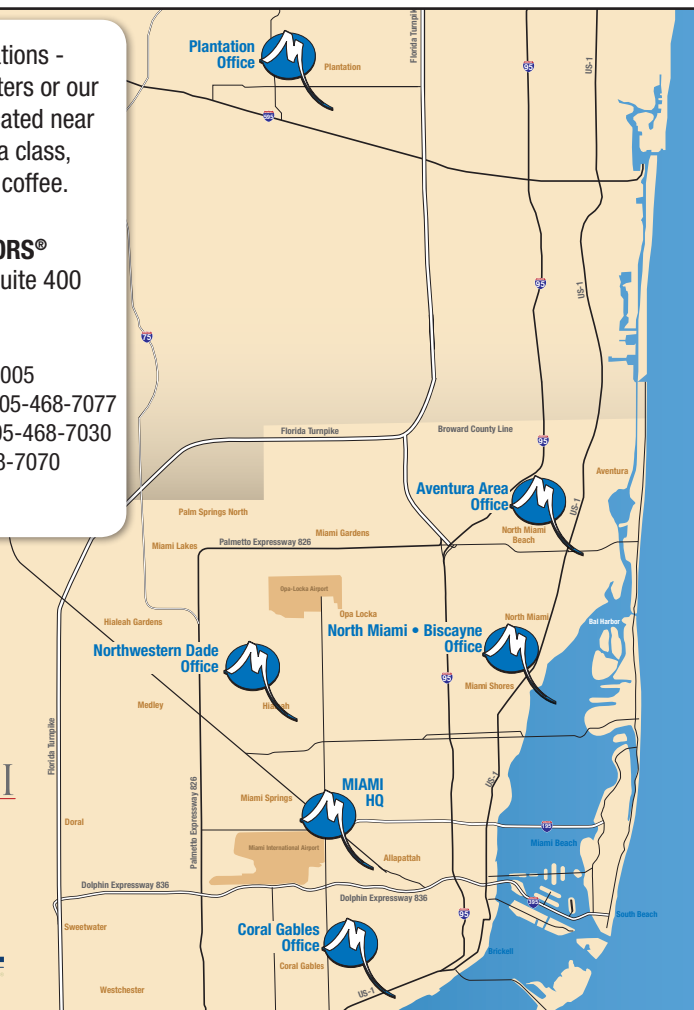 ations -
ters or our
ated near
a class,
coffee.
ORS®
uite 400
005
05-468-7077
05-468-7030
3-7070
I
Plantation
Office
Plantation
Florida Turnpike
95
US-1
595
95
US-1
75
Florida Turnpike
Broward County Line
95
Aventura
Aventura Area
Office
US-1
North Miami
Beach
Palm Springs North
Miami Gardens
Miami Lakes
Palmetto Expressway 826
Opa-Locka Airport
Opa Locka
Hialeah Gardens
North Miami
Bal Harbor
North Miami • Biscayne
Office
Northwestern Dade
Office
95
Miami Shores
Medley
Hialeah
Florida Turnpike
Palmetto Expressway 826
US-1
MIAMI
HQ
Miami Springs
Doral
195
Miami Beach
Miami International Airport
Allapattah
Dolphin Expressway 836
Dolphin Expressway 836
395
95
South Beach
Sweetwater
Coral Gables
Office
Coral Gables
Brickell
Westchester
US-1